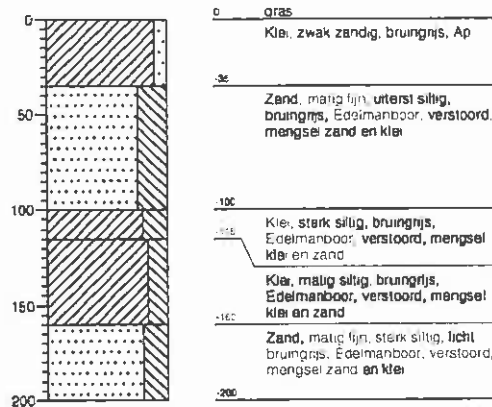 0 gras
0
Klei, zwak zandig, bruingrijs, Ap
-35
Zand, matig fijn, uiterst siltig,
bruingrijs, Edelmanboor, verstoord,
mengsel zand en klei
50
-100
100
Klei, sterk siltig, bruingrijs,
-115
Edelmanboor, verstoord, mengsel
klei en zand
Klei, matig siltig, bruingrijs,
Edelmanboor, verstoord, mengsel
klei en zand
150
-160
Zand, matig fijn, sterk siltig, licht
bruingrijs, Edelmanboor, verstoord,
mengsel zand en klei
-200
200